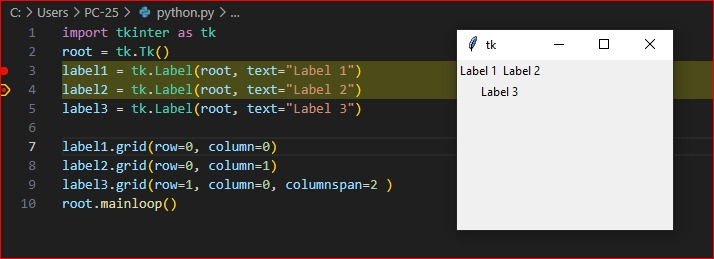 C: > Users > PC-25 > python.py > ...
1 import tkinter as tk
2 root = tk.Tk()
3 label1 = tk.Label(root, text="Label 1")
4 label2 = tk.Label(root, text="Label 2")
5 label3 = tk.Label(root, text="Label 3")
6
7 label1.grid(row=0, column=0)
8 label2.grid(row=0, column=1)
9 label3.grid(row=1, column=0, columnspan=2 )
10 root.mainloop()
tk
Label 1 Label 2
Label 3